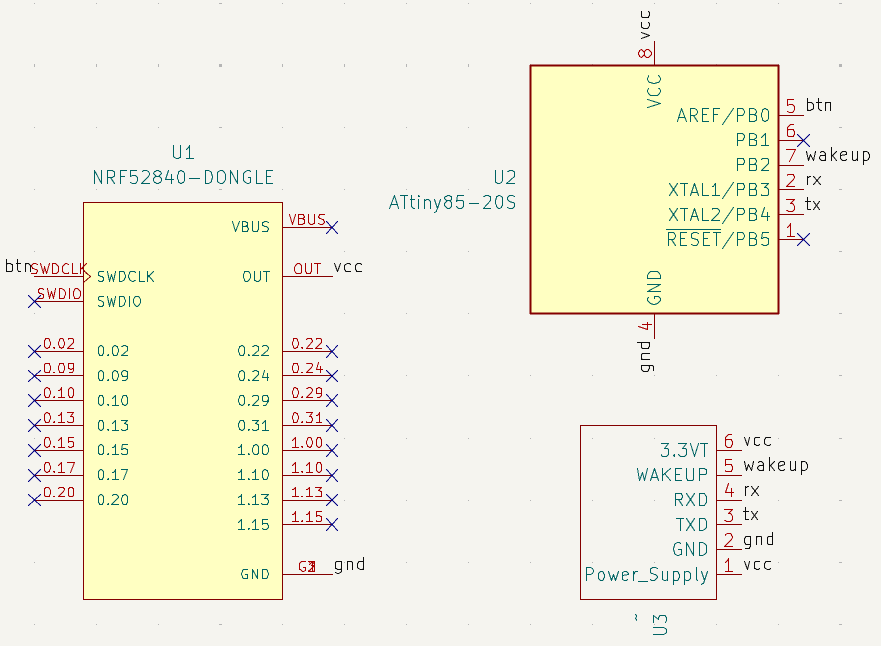 U1
NRF52840-DONGLE
VBUS VBUS
btn SWDCLK SWDCLK OUT OUT vcc
SWDIO SWDIO
0.02 0.02 0.22 0.22
0.09 0.09 0.24 0.24
0.10 0.10 0.29 0.29
0.13 0.13 0.31 0.31
0.15 0.15 1.00 1.00
0.17 0.17 1.10 1.10
0.20 0.20 1.13 1.13
1.15 1.15
GND gnd
vcc
8
VCC
U2
ATtiny85-20S
AREF/PB0 5 btn
PB1 6
PB2 7 wakeup
XTAL1/PB3 2 rx
XTAL2/PB4 3 tx
RESET/PB5 1
GND
4
gnd
3.3VT 6 vcc
WAKEUP 5 wakeup
RXD 4 rx
TXD 3 tx
GND 2 gnd
Power_Supply 1 vcc
~
U3